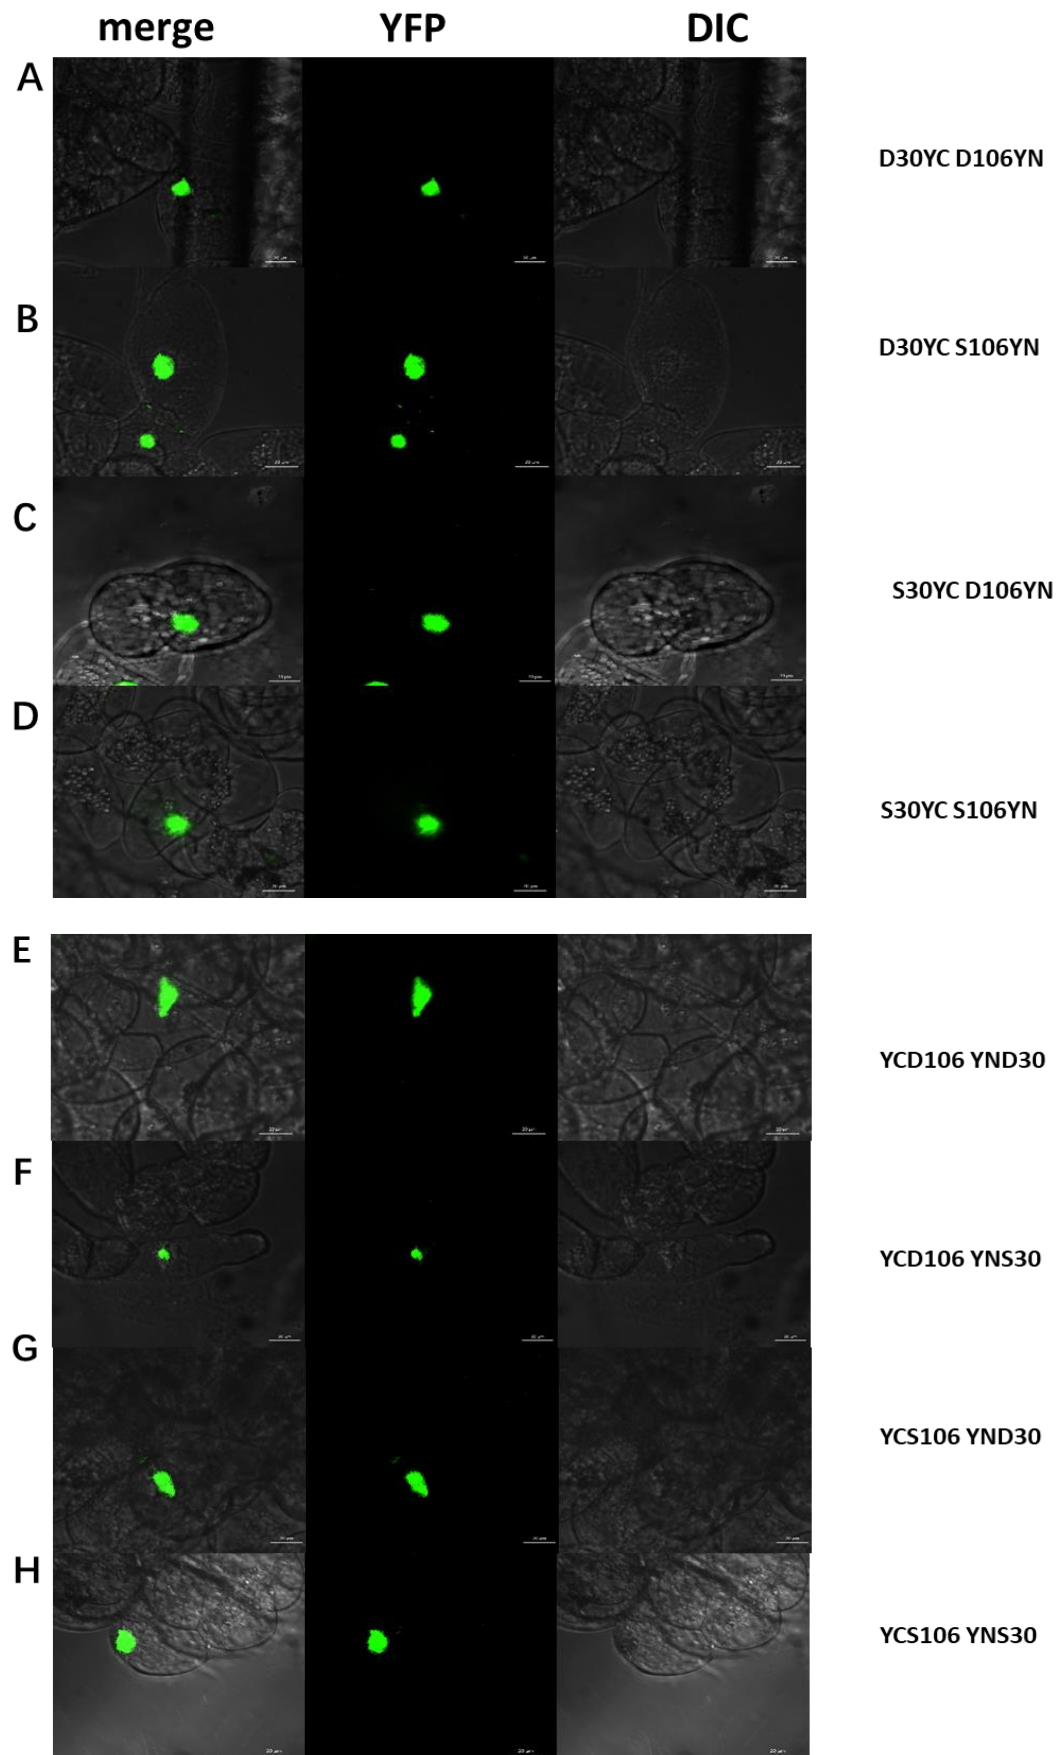 merge YFP DIC
A
D30YC D106YN
B
D30YC S106YN
C
S30YC D106YN
D
S30YC S106YN
E
YCD106 YND30
F
YCD106 YNS30
G
YCS106 YND30
H
YCS106 YNS30